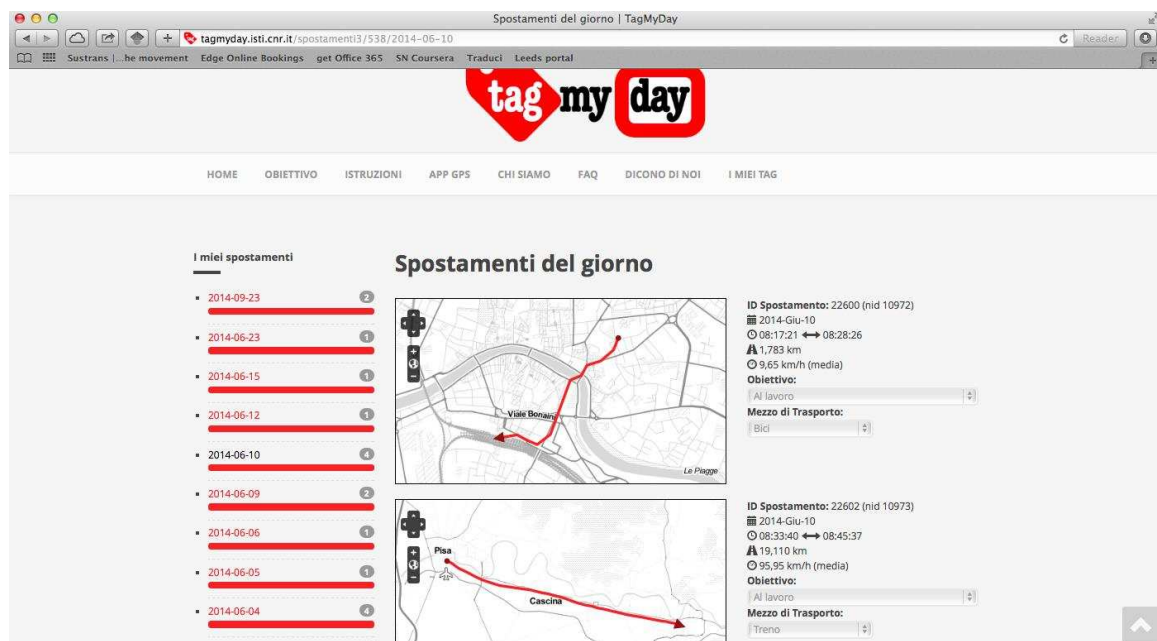 Spostamenti del giorno | TagMyDay
tagmyday.isti.cnr.it/spostamenti3/538/2014-06-10
Reader
Sustrans |...he movement Edge Online Bookings get Office 365 SN Coursera Traduci Leeds portal
tag my day
HOME OBIETTIVO ISTRUZIONI APP GPS CHI SIAMO FAQ DICONO DI NOI I MIEI TAG
I miei spostamenti
2014-09-23 2
2014-06-23 1
2014-06-15 1
2014-06-12 1
2014-06-10 4
2014-06-09 2
2014-06-06 1
2014-06-05 1
2014-06-04 4
Spostamenti del giorno
Viale Bonaini
Le Piagge
ID Spostamento: 22600 (nid 10972)
2014-Giu-10
08:17:21 ↔ 08:28:26
1,783 km
9,65 km/h (media)
Obiettivo:
Al lavoro
Mezzo di Trasporto:
Bici
Pisa
Cascina
ID Spostamento: 22602 (nid 10973)
2014-Giu-10
08:33:40 ↔ 08:45:37
19,110 km
95,95 km/h (media)
Obiettivo:
Al lavoro
Mezzo di Trasporto:
Treno